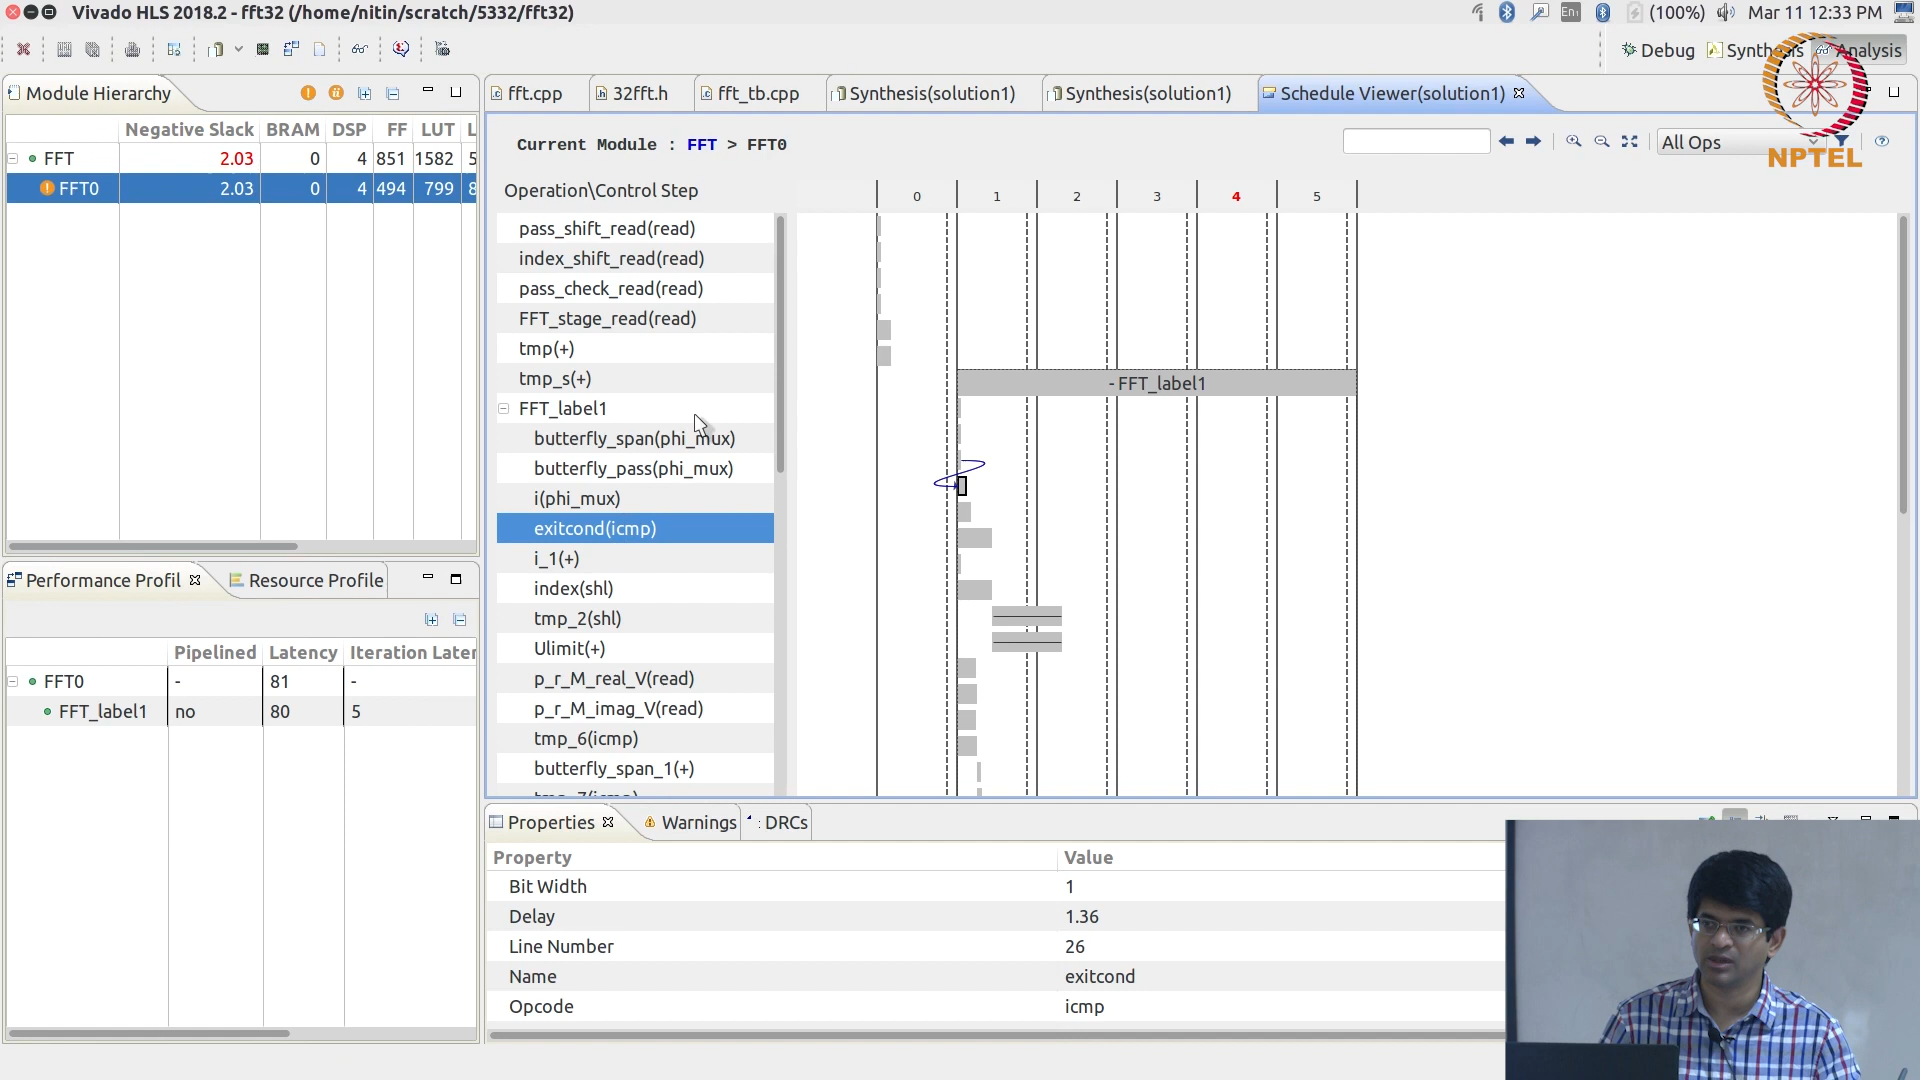 Vivado HLS 2018.2 - fft32 (/home/nitin/scratch/5332/fft32)
En1 (100%) Mar 11 12:33 PM
Debug Synthesis Analysis
NPTEL
Module Hierarchy
Negative Slack BRAM DSP FF LUT L
FFT 2.03 0 4 851 1582 5
FFT0 2.03 0 4 494 799 8
fft.cpp 32fft.h fft_tb.cpp Synthesis(solution1) Synthesis(solution1) Schedule Viewer(solution1)
Current Module : FFT > FFT0
All Ops
Operation\Control Step 0 1 2 3 4 5
pass_shift_read(read)
index_shift_read(read)
pass_check_read(read)
FFT_stage_read(read)
tmp(+)
tmp_s(+)
- FFT_label1
FFT_label1
butterfly_span(phi_mux)
butterfly_pass(phi_mux)
i(phi_mux)
exitcond(icmp)
i_1(+)
index(shl)
tmp_2(shl)
Ulimit(+)
p_r_M_real_V(read)
p_r_M_imag_V(read)
tmp_6(icmp)
butterfly_span_1(+)
tmp_7(icmp)
Performance Profil Resource Profile
Pipelined Latency Iteration Later
FFT0 - 81 -
FFT_label1 no 80 5
Properties Warnings DRCs
Property Value
Bit Width 1
Delay 1.36
Line Number 26
Name exitcond
Opcode icmp